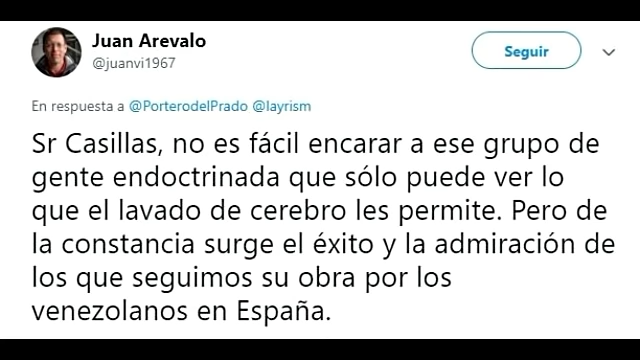 Juan Arevalo
@juanvi1967
Seguir
En respuesta a @PorterodelPrado @layrism
Sr Casillas, no es fácil encarar a ese grupo de
gente endoctrinada que sólo puede ver lo
que el lavado de cerebro les permite. Pero de
la constancia surge el éxito y la admiración de
los que seguimos su obra por los
venezolanos en España.